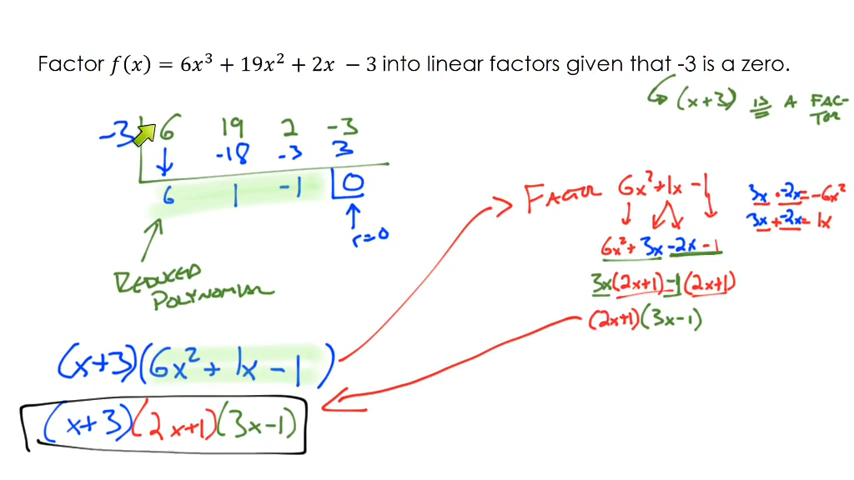 Factor f(x) = 6x³ + 19x² + 2x − 3 into linear factors given that -3 is a zero.
(x+3) IS A FAC-
TOR
-3 6 19 2 -3
-18 -3 3
6 1 -1 0
r=0
REDUCED
POLYNOMIAL
(x+3)(6x² + 1x - 1)
(x+3)(2x+1)(3x-1)
FACTOR 6x²+1x-1
6x²+3x-2x-1
3x(2x+1)-1(2x+1)
(2x+1)(3x-1)
3x · -2x = -6x²
3x + -2x = 1x